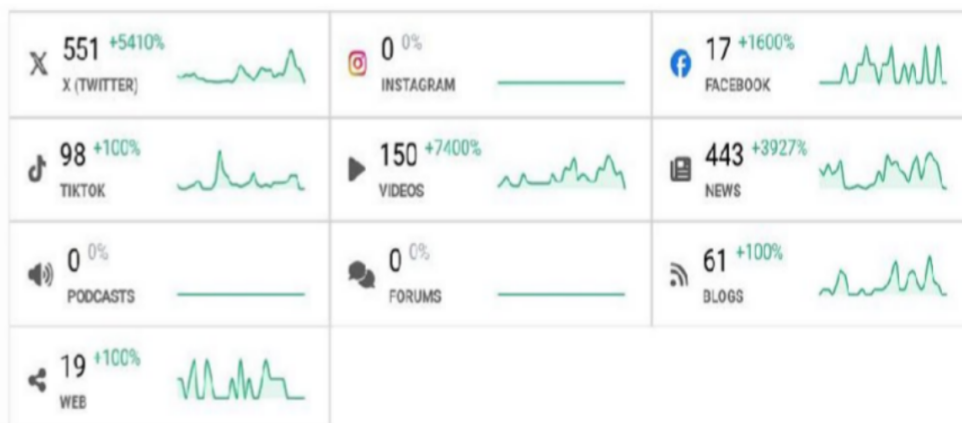 551 +5410%
X (TWITTER)
0 0%
INSTAGRAM
17 +1600%
FACEBOOK
98 +100%
TIKTOK
150 +7400%
VIDEOS
443 +3927%
NEWS
0 0%
PODCASTS
0 0%
FORUMS
61 +100%
BLOGS
19 +100%
WEB